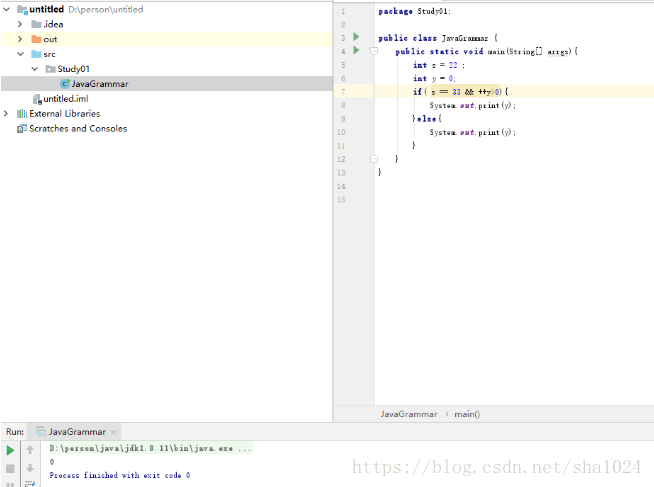 untitled D:\person\untitled
.idea
out
src
Study01
JavaGrammar
untitled.iml
External Libraries
Scratches and Consoles
1 package Study01;
2
3 public class JavaGrammar {
4 public static void main(String[] arrgs){
5 int s = 22 ;
6 int y = 0;
7 if( s == 33 && ++y>0){
8 System.out.print(y);
9 }else{
10 System.out.print(y);
11 }
12 }
13 }
14
15
JavaGrammar › main()
Run: JavaGrammar ×
D:\person\java\jdk1.8.11\bin\java.exe ...
0
Process finished with exit code 0
https://blog.csdn.net/sha1024